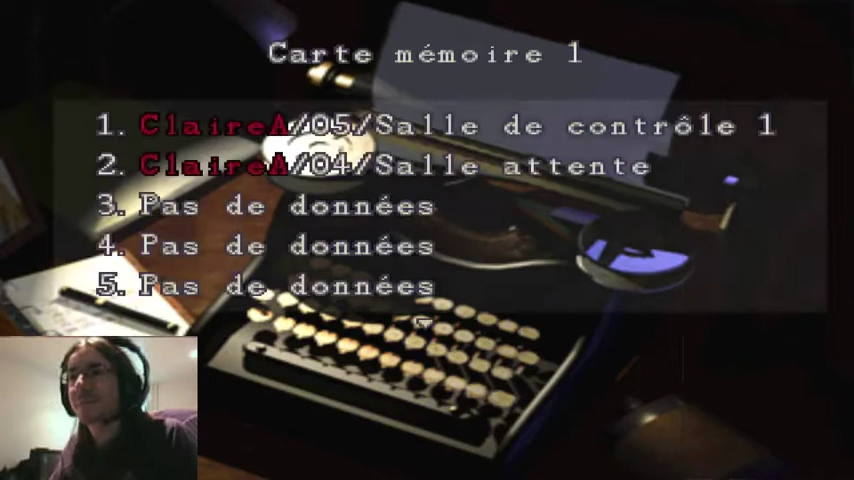 Carte mémoire 1
1. ClaireA/05/Salle de contrôle 1
2. ClaireA/04/Salle attente
3. Pas de données
4. Pas de données
5. Pas de données